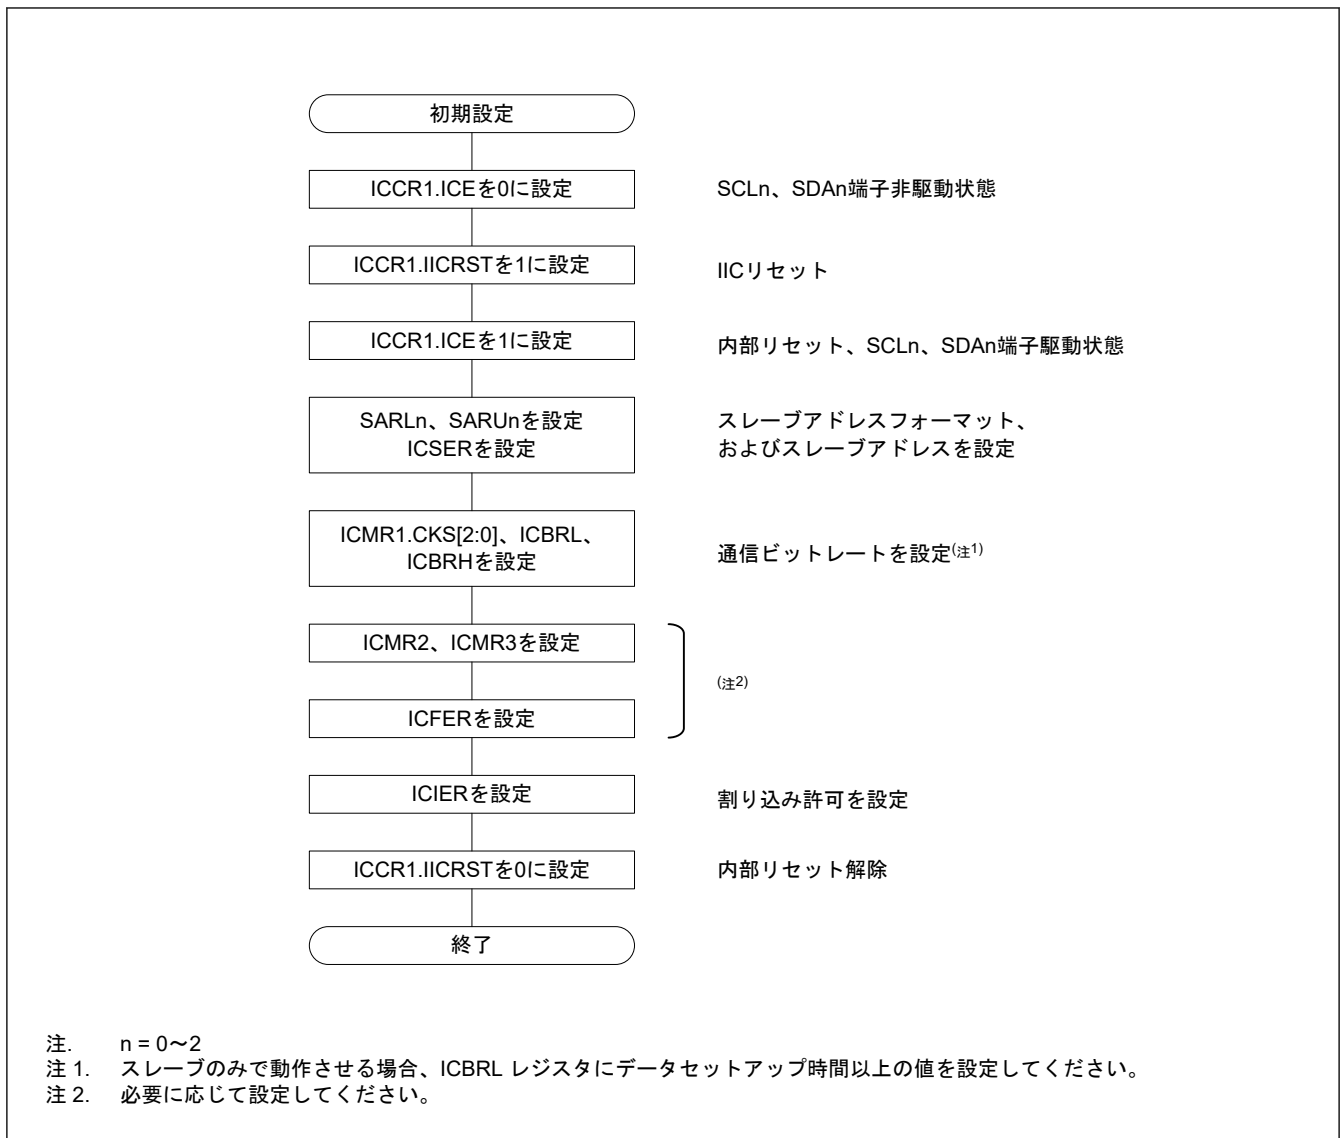 初期設定
ICCR1.ICEを0に設定
SCLn、SDAn端子非駆動状態
ICCR1.IICRSTを1に設定
IICリセット
ICCR1.ICEを1に設定
内部リセット、SCLn、SDAn端子駆動状態
SARLn、SARUnを設定
ICSERを設定
スレーブアドレスフォーマット、
およびスレーブアドレスを設定
ICMR1.CKS[2:0]、ICBRL、
ICBRHを設定
通信ビットレートを設定(注1)
ICMR2、ICMR3を設定
(注2)
ICFERを設定
ICIERを設定
割り込み許可を設定
ICCR1.IICRSTを0に設定
内部リセット解除
終了
注. n = 0～2
注 1. スレーブのみで動作させる場合、ICBRL レジスタにデータセットアップ時間以上の値を設定してください。
注 2. 必要に応じて設定してください。